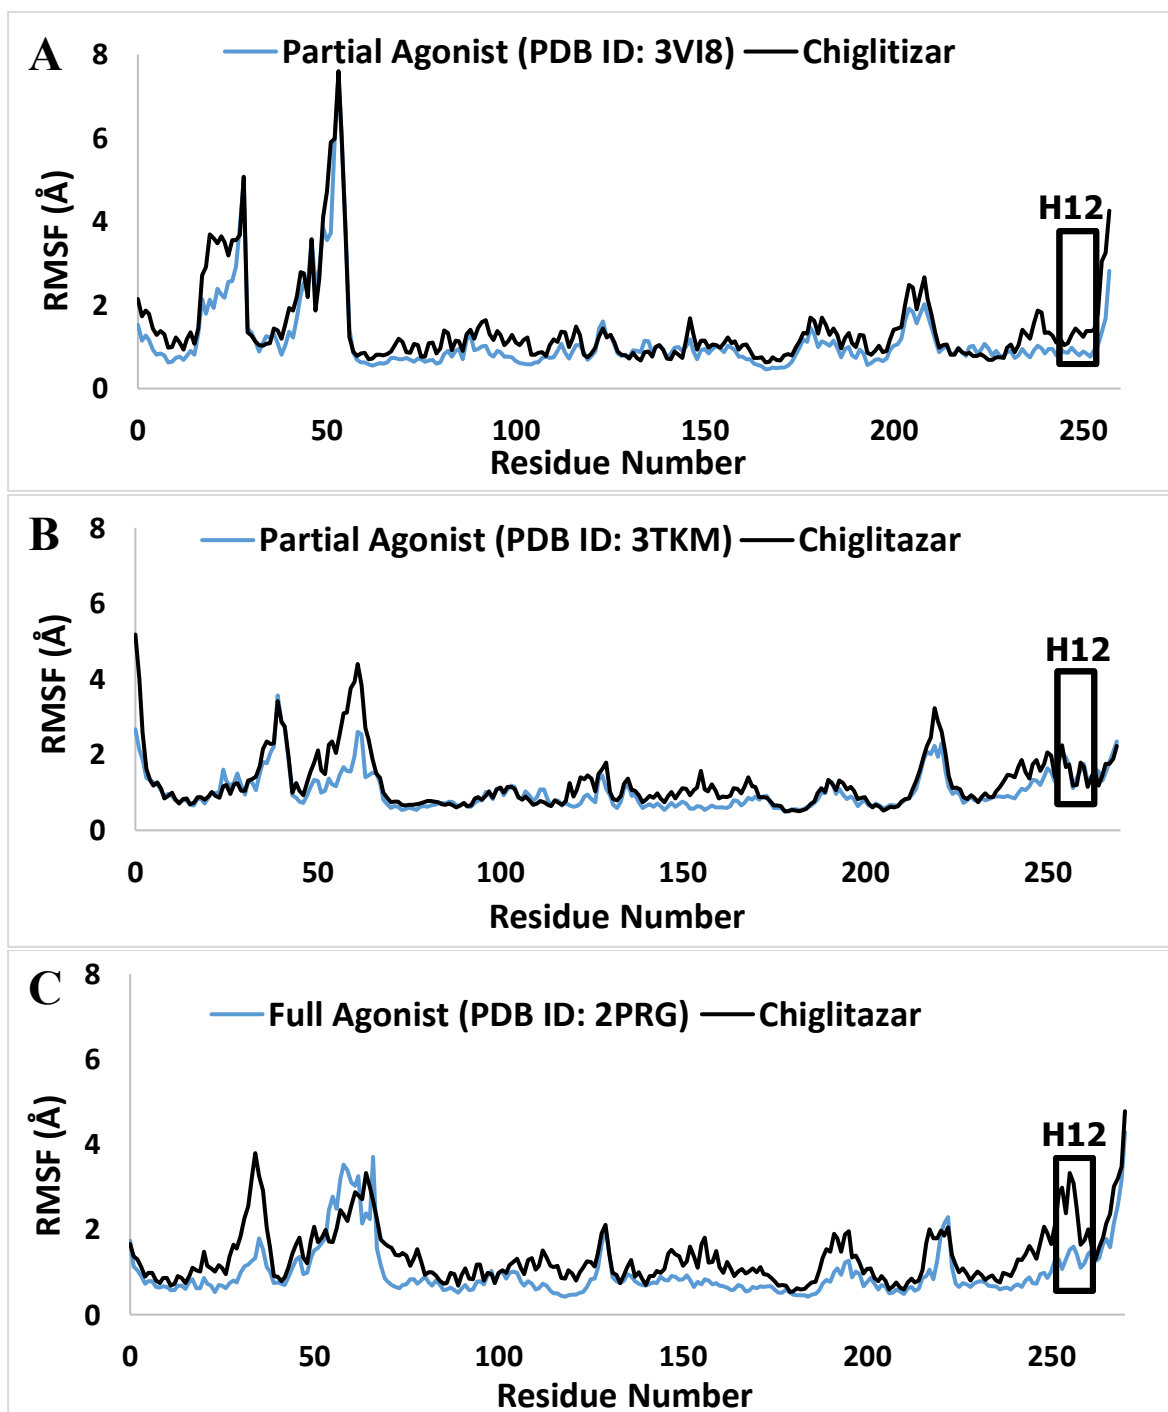 A
Partial Agonist (PDB ID: 3VI8) Chiglitizar
8
6
4
2
0
RMSF (Å)
H12
0 50 100 150 200 250
Residue Number
B
Partial Agonist (PDB ID: 3TKM) Chiglitazar
8
6
4
2
0
RMSF (Å)
H12
0 50 100 150 200 250
Residue Number
C
Full Agonist (PDB ID: 2PRG) Chiglitazar
8
6
4
2
0
RMSF (Å)
H12
0 50 100 150 200 250
Residue Number